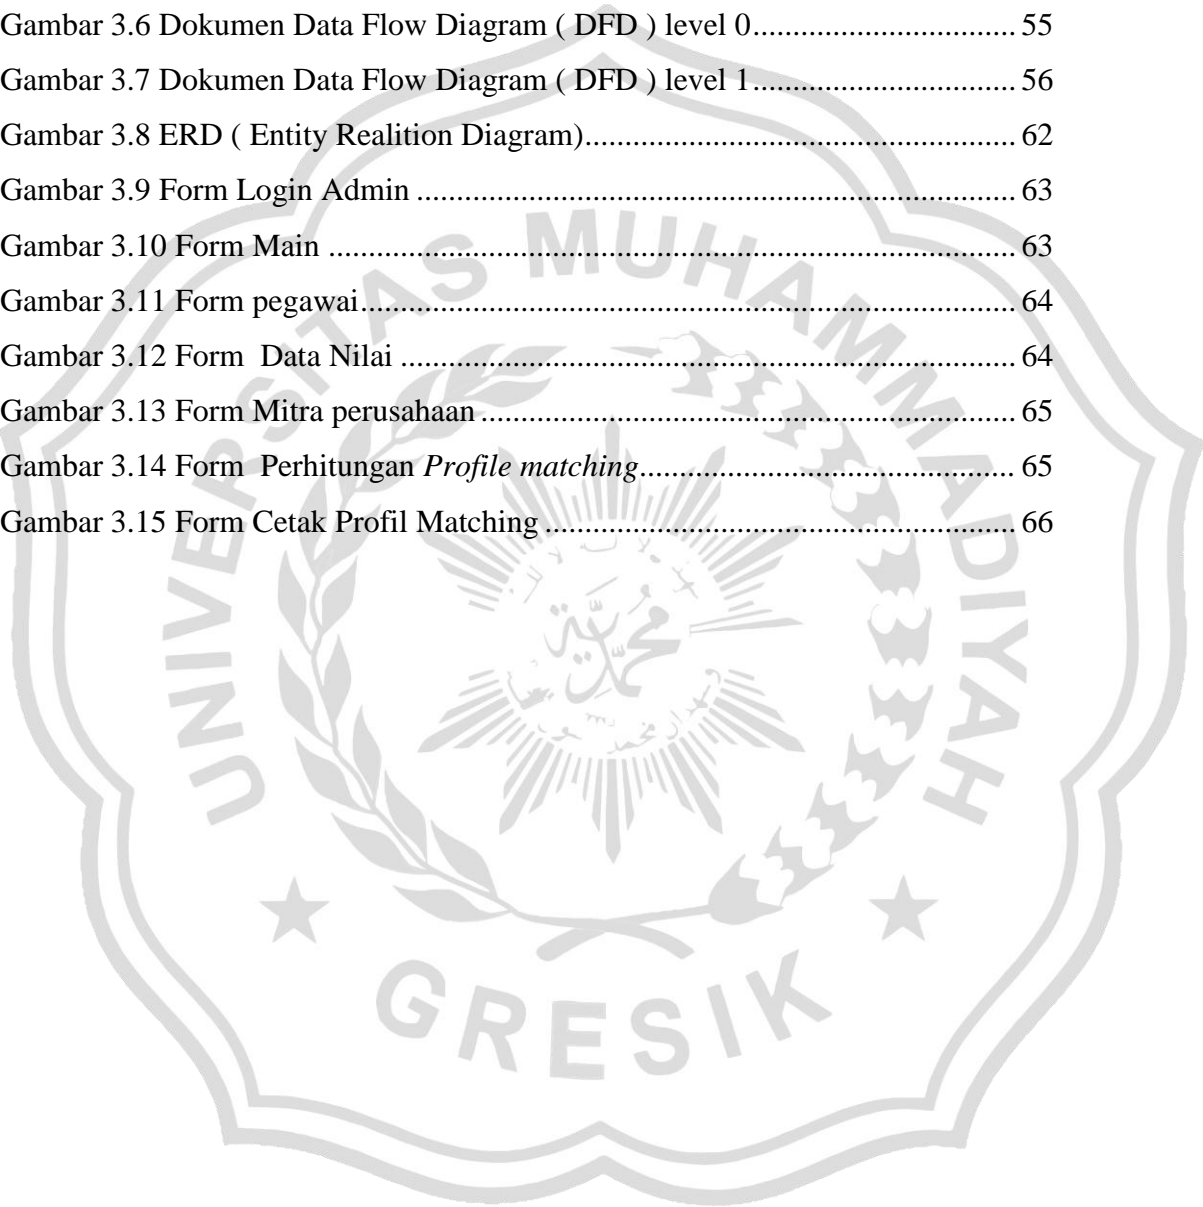 Gambar 3.6 Dokumen Data Flow Diagram ( DFD ) level 0................................ 55
Gambar 3.7 Dokumen Data Flow Diagram ( DFD ) level 1................................ 56
Gambar 3.8 ERD ( Entity Realition Diagram)..................................................... 62
Gambar 3.9 Form Login Admin ......................................................................... 63
Gambar 3.10 Form Main .................................................................................... 63
Gambar 3.11 Form pegawai................................................................................ 64
Gambar 3.12 Form  Data Nilai ........................................................................... 64
Gambar 3.13 Form Mitra perusahaan ................................................................. 65
Gambar 3.14 Form  Perhitungan Profile matching.............................................. 65
Gambar 3.15 Form Cetak Profil Matching ......................................................... 66
UNIVERSITAS MUHAMMADIYAH
GRESIK